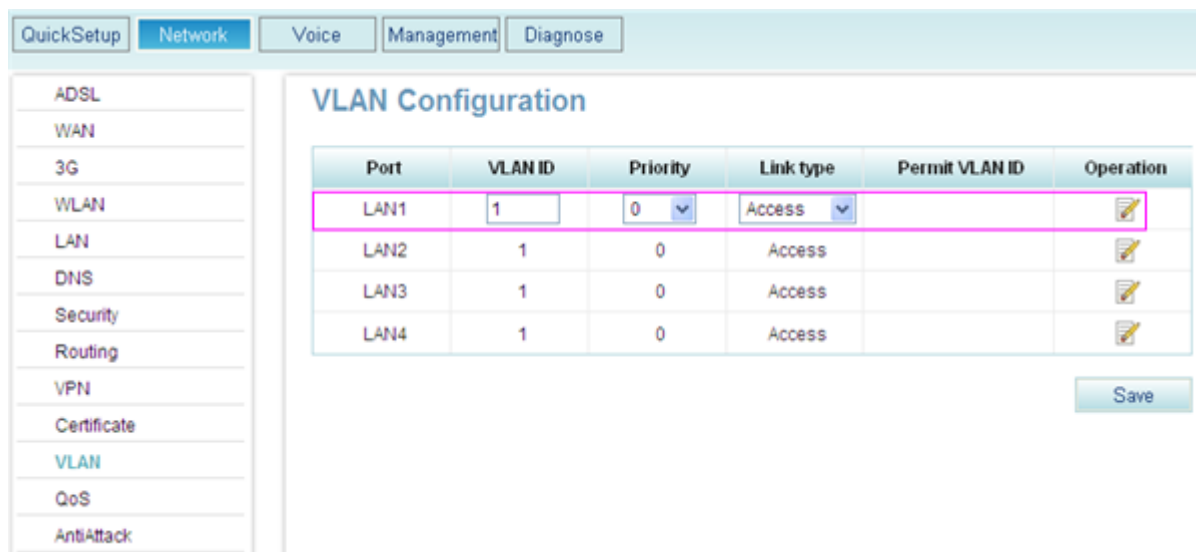 QuickSetup Network Voice Management Diagnose
ADSL
WAN
3G
WLAN
LAN
DNS
Security
Routing
VPN
Certificate
VLAN
QoS
AntiAttack
VLAN Configuration
Port VLAN ID Priority Link type Permit VLAN ID Operation
LAN1 1 0 Access
LAN2 1 0 Access
LAN3 1 0 Access
LAN4 1 0 Access
Save